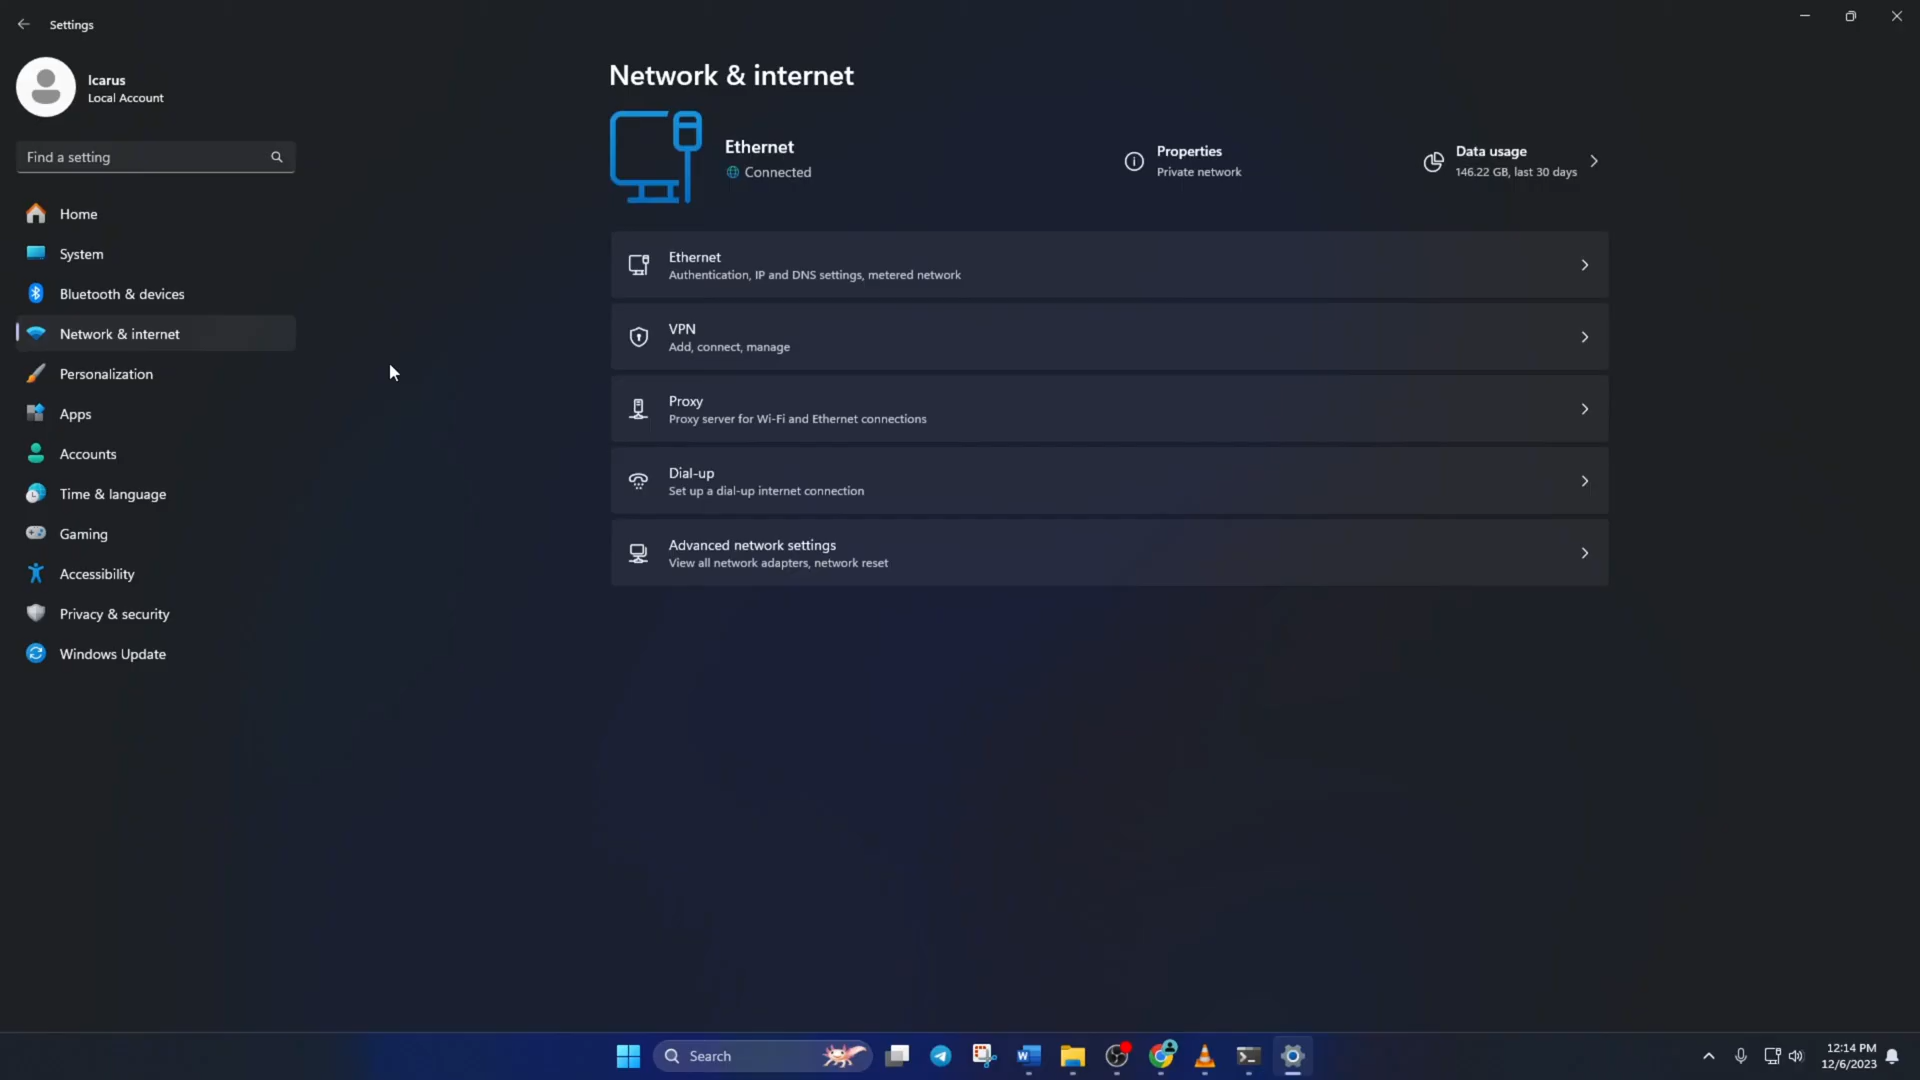 Settings
Icarus
Local Account
Find a setting
Home
System
Bluetooth & devices
Network & internet
Personalization
Apps
Accounts
Time & language
Gaming
Accessibility
Privacy & security
Windows Update
Network & internet
Ethernet
Connected
Properties
Private network
Data usage
146.22 GB, last 30 days
Ethernet
Authentication, IP and DNS settings, metered network
VPN
Add, connect, manage
Proxy
Proxy server for Wi-Fi and Ethernet connections
Dial-up
Set up a dial-up internet connection
Advanced network settings
View all network adapters, network reset
Search
12:14 PM
12/6/2023